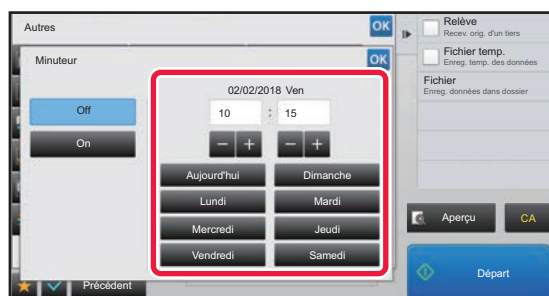 Autres
OK
Minuteur
OK
02/02/2018 Ven
10 : 15
Off
On
Aujourd'hui
Dimanche
Lundi
Mardi
Mercredi
Jeudi
Vendredi
Samedi
Précédent
Relève
Recev. orig. d'un tiers
Fichier temp.
Enreg. temp. des données
Fichier
Enreg. données dans dossier
Aperçu
CA
Départ